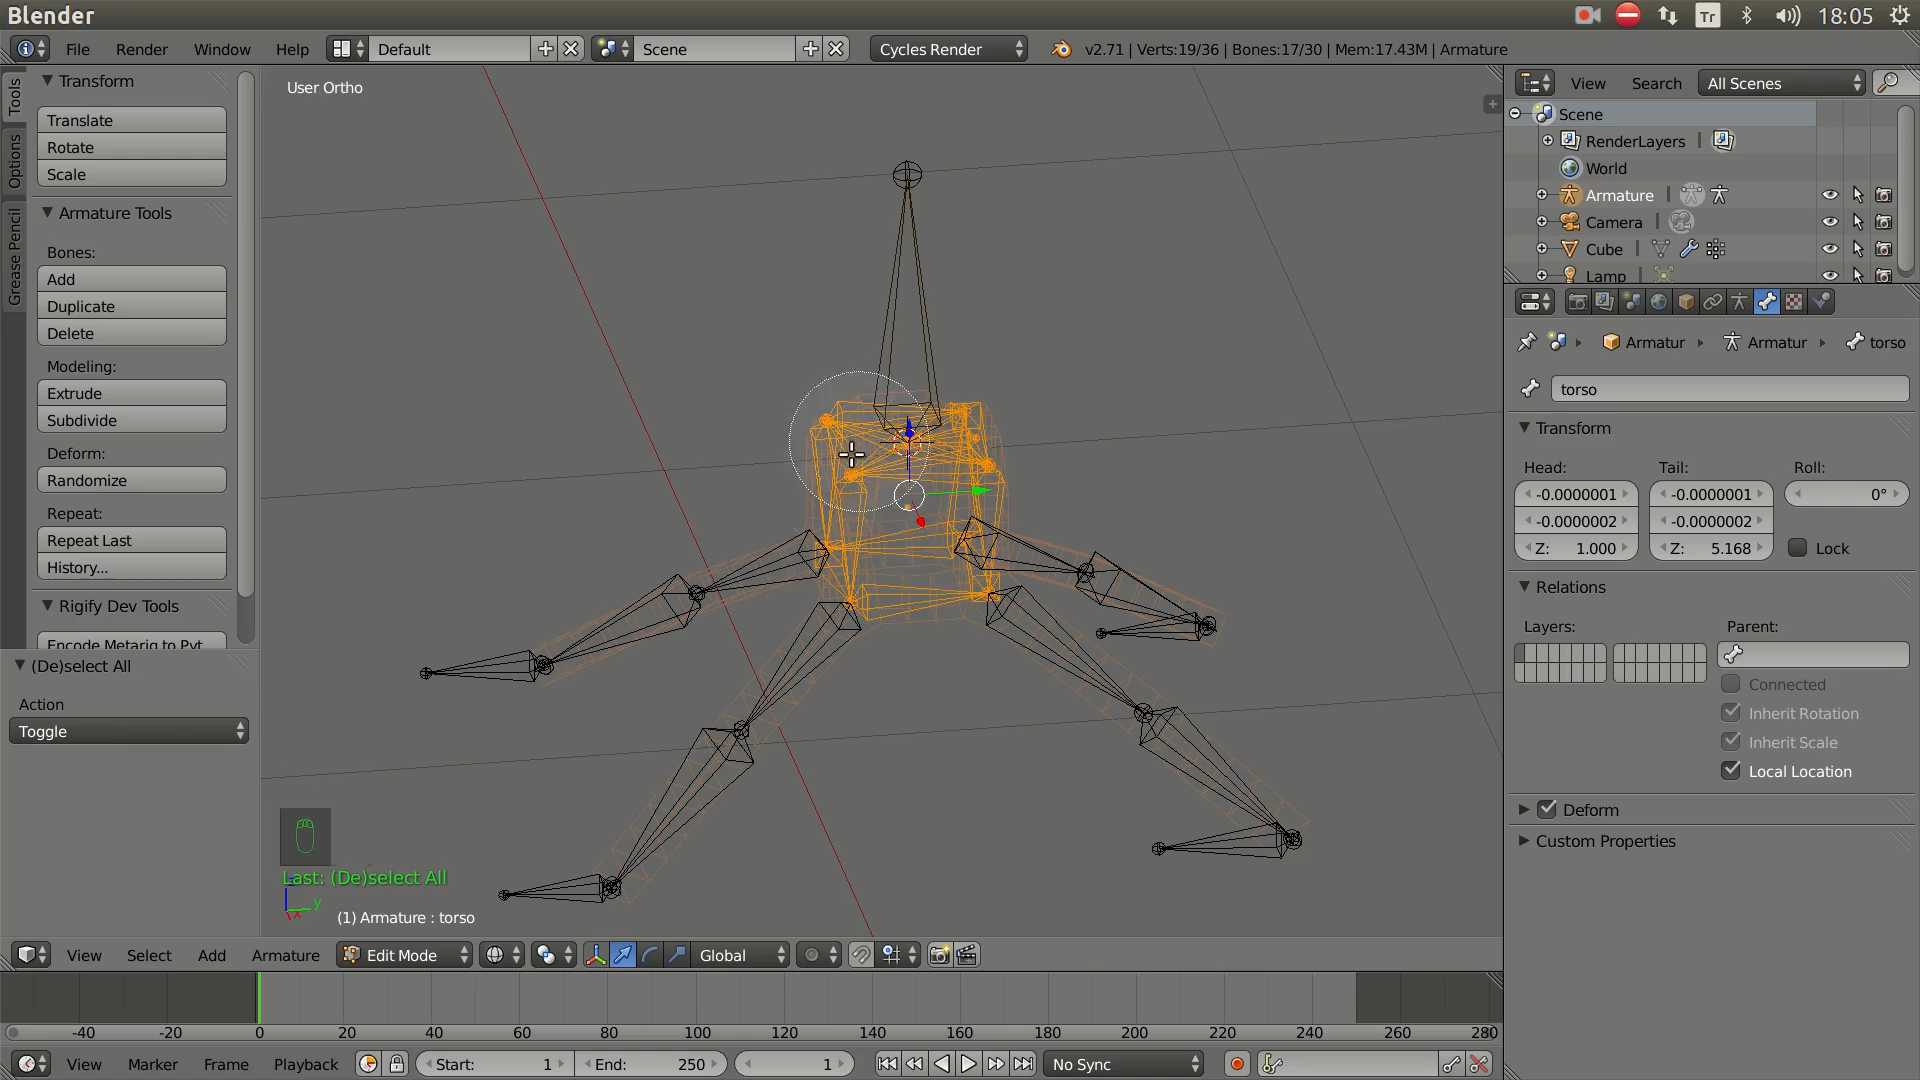 Blender
Tr
18:05
File Render Window Help Default Scene Cycles Render v2.71 | Verts:19/36 | Bones:17/30 | Mem:17.43M | Armature
Tools
Options
Grease Pencil
Transform
Translate
Rotate
Scale
Armature Tools
Bones:
Add
Duplicate
Delete
Modeling:
Extrude
Subdivide
Deform:
Randomize
Repeat:
Repeat Last
History...
Rigify Dev Tools
Encode Metarig to Pyt
(De)select All
Action
Toggle
User Ortho
Last: (De)select All
y
x
(1) Armature : torso
View Select Add Armature Edit Mode Global
-40 -20 0 20 40 60 80 100 120 140 160 180 200 220 240 260 280
View Marker Frame Playback Start: 1 End: 250 1 No Sync
View Search All Scenes
Scene
RenderLayers
World
Armature
Camera
Cube
Lamp
Armatur Armatur torso
torso
Transform
Head: Tail: Roll:
-0.0000001 -0.0000001 0°
-0.0000002 -0.0000002
Z: 1.000 Z: 5.168 Lock
Relations
Layers: Parent:
Connected
Inherit Rotation
Inherit Scale
Local Location
Deform
Custom Properties